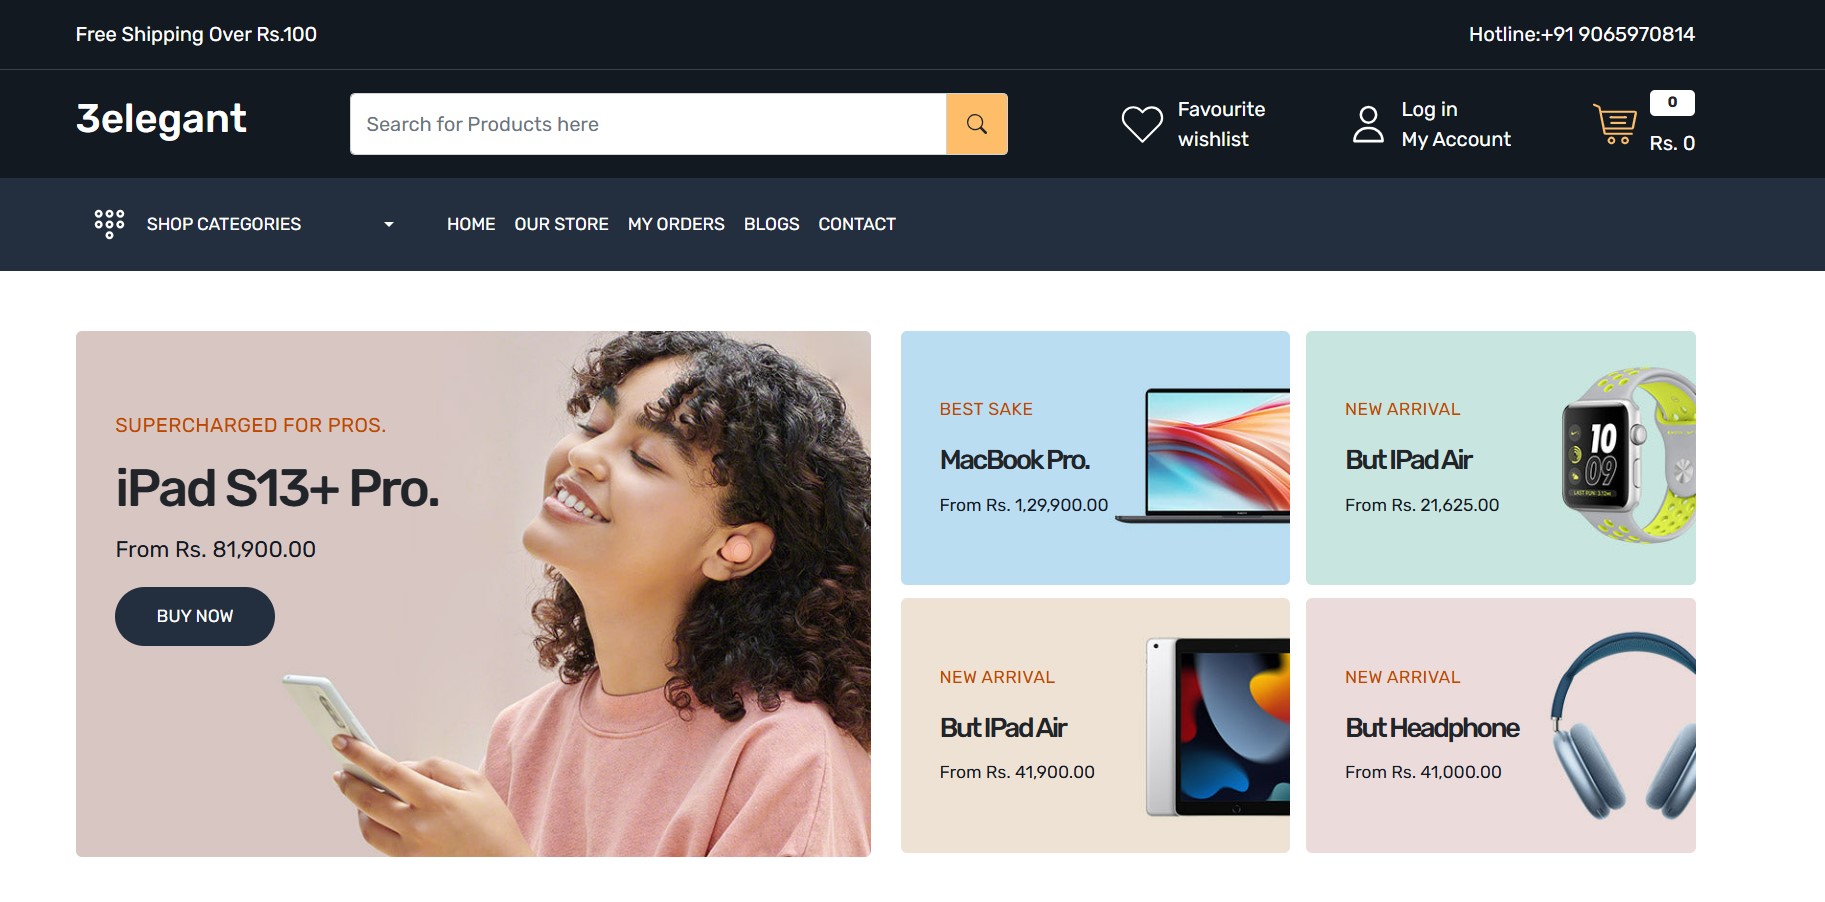 Free Shipping Over Rs.100
Hotline:+91 9065970814
3elegant
Search for Products here
Favourite
wishlist
Log in
My Account
0
Rs. 0
SHOP CATEGORIES
HOME OUR STORE MY ORDERS BLOGS CONTACT
SUPERCHARGED FOR PROS.
iPad S13+ Pro.
From Rs. 81,900.00
BUY NOW
BEST SAKE
MacBook Pro.
From Rs. 1,29,900.00
NEW ARRIVAL
But IPad Air
From Rs. 21,625.00
10
09
NEW ARRIVAL
But IPad Air
From Rs. 41,900.00
NEW ARRIVAL
But Headphone
From Rs. 41,000.00